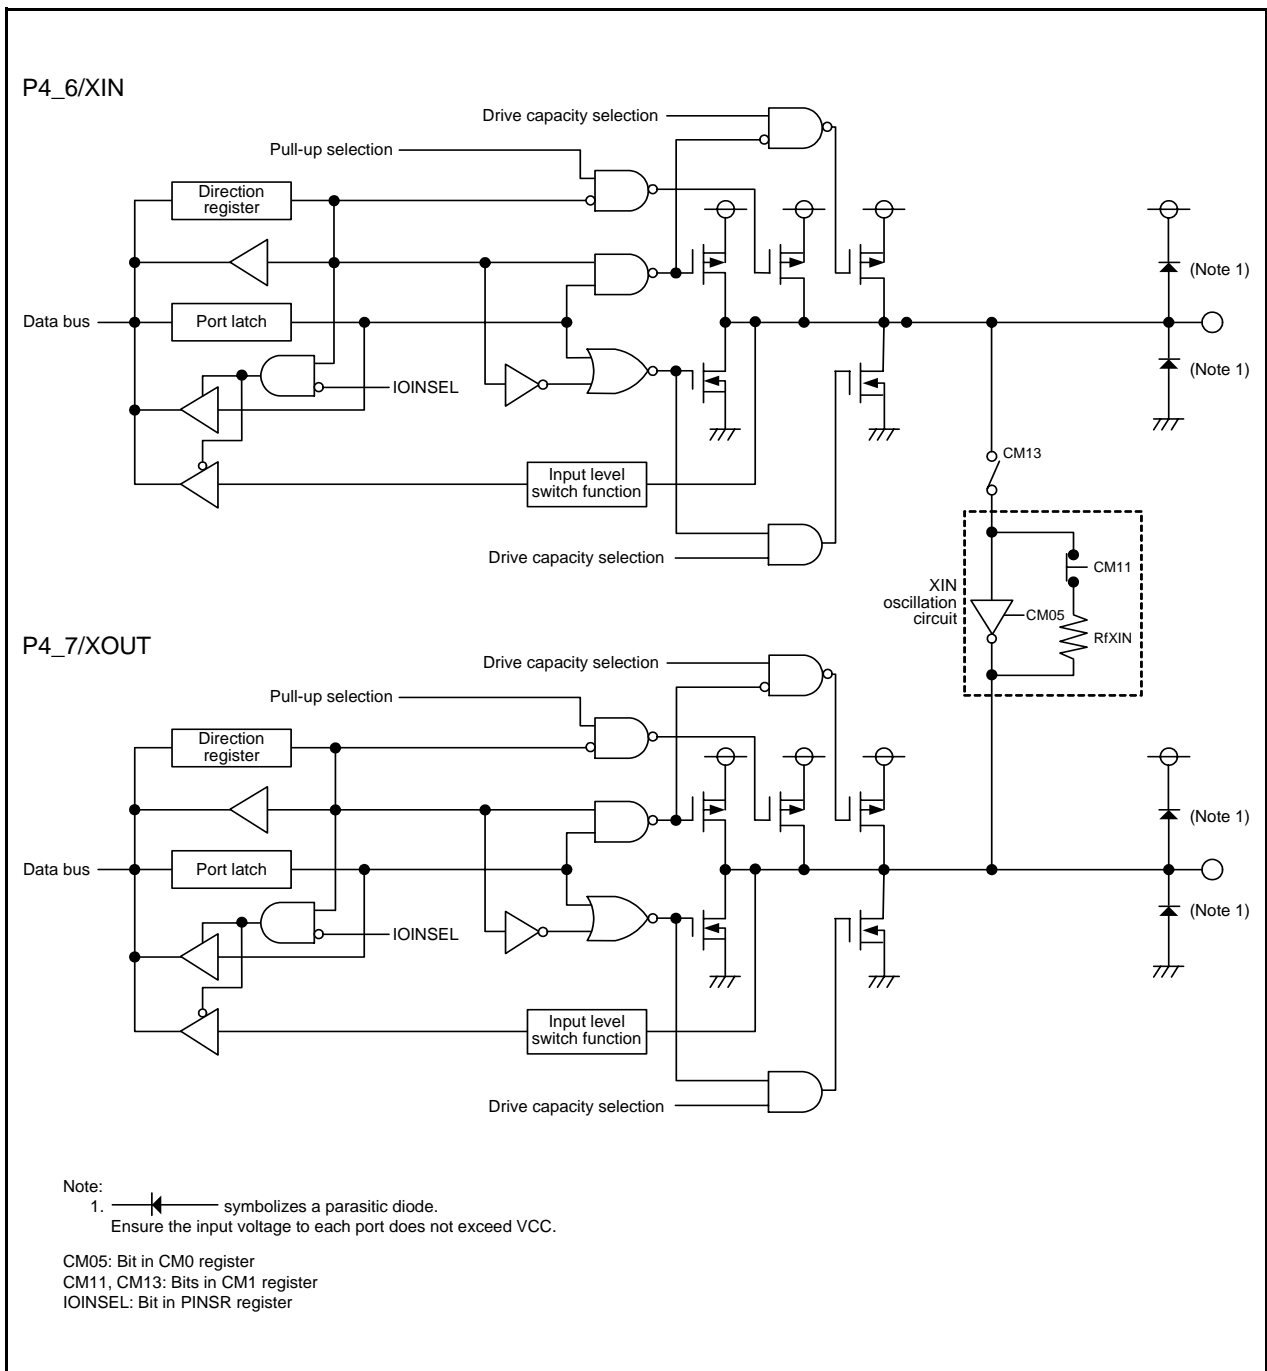 P4_6/XIN
Drive capacity selection
Pull-up selection
Direction
register
(Note 1)
Data bus
Port latch
(Note 1)
IOINSEL
CM13
Input level
switch function
Drive capacity selection
CM11
XIN
oscillation
circuit
CM05
RfXIN
P4_7/XOUT
Drive capacity selection
Pull-up selection
Direction
register
(Note 1)
Data bus
Port latch
(Note 1)
IOINSEL
Input level
switch function
Drive capacity selection
Note:
1. symbolizes a parasitic diode.
Ensure the input voltage to each port does not exceed VCC.
CM05: Bit in CM0 register
CM11, CM13: Bits in CM1 register
IOINSEL: Bit in PINSR register